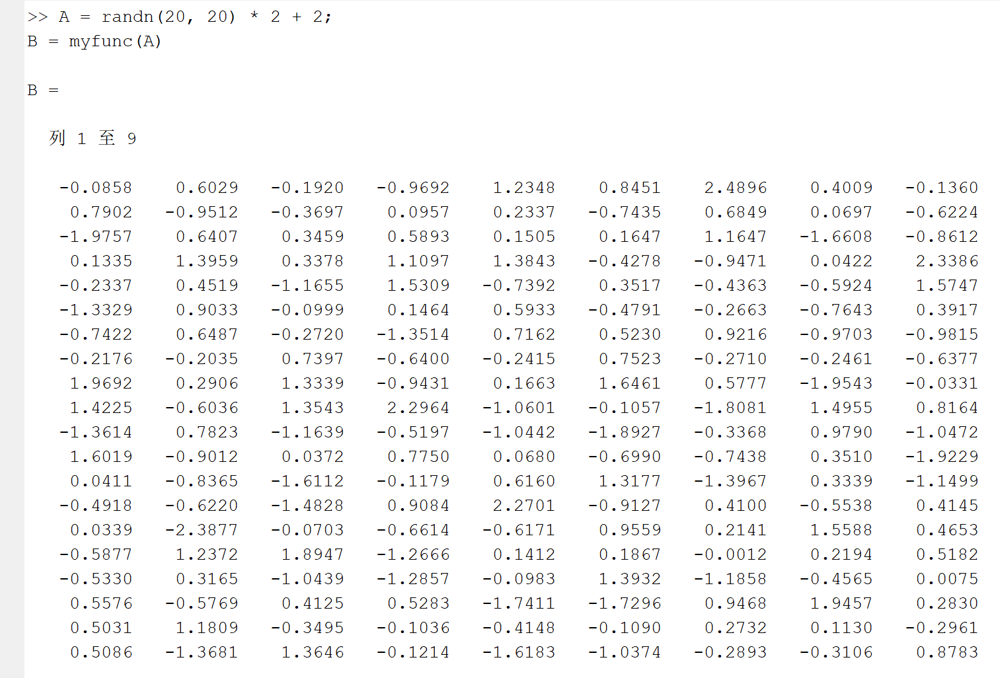 >> A = randn(20, 20) * 2 + 2;
B = myfunc(A)
B =
列 1 至 9
-0.0858 0.6029 -0.1920 -0.9692 1.2348 0.8451 2.4896 0.4009 -0.1360
0.7902 -0.9512 -0.3697 0.0957 0.2337 -0.7435 0.6849 0.0697 -0.6224
-1.9757 0.6407 0.3459 0.5893 0.1505 0.1647 1.1647 -1.6608 -0.8612
0.1335 1.3959 0.3378 1.1097 1.3843 -0.4278 -0.9471 0.0422 2.3386
-0.2337 0.4519 -1.1655 1.5309 -0.7392 0.3517 -0.4363 -0.5924 1.5747
-1.3329 0.9033 -0.0999 0.1464 0.5933 -0.4791 -0.2663 -0.7643 0.3917
-0.7422 0.6487 -0.2720 -1.3514 0.7162 0.5230 0.9216 -0.9703 -0.9815
-0.2176 -0.2035 0.7397 -0.6400 -0.2415 0.7523 -0.2710 -0.2461 -0.6377
1.9692 0.2906 1.3339 -0.9431 0.1663 1.6461 0.5777 -1.9543 -0.0331
1.4225 -0.6036 1.3543 2.2964 -1.0601 -0.1057 -1.8081 1.4955 0.8164
-1.3614 0.7823 -1.1639 -0.5197 -1.0442 -1.8927 -0.3368 0.9790 -1.0472
1.6019 -0.9012 0.0372 0.7750 0.0680 -0.6990 -0.7438 0.3510 -1.9229
0.0411 -0.8365 -1.6112 -0.1179 0.6160 1.3177 -1.3967 0.3339 -1.1499
-0.4918 -0.6220 -1.4828 0.9084 2.2701 -0.9127 0.4100 -0.5538 0.4145
0.0339 -2.3877 -0.0703 -0.6614 -0.6171 0.9559 0.2141 1.5588 0.4653
-0.5877 1.2372 1.8947 -1.2666 0.1412 0.1867 -0.0012 0.2194 0.5182
-0.5330 0.3165 -1.0439 -1.2857 -0.0983 1.3932 -1.1858 -0.4565 0.0075
0.5576 -0.5769 0.4125 0.5283 -1.7411 -1.7296 0.9468 1.9457 0.2830
0.5031 1.1809 -0.3495 -0.1036 -0.4148 -0.1090 0.2732 0.1130 -0.2961
0.5086 -1.3681 1.3646 -0.1214 -1.6183 -1.0374 -0.2893 -0.3106 0.8783